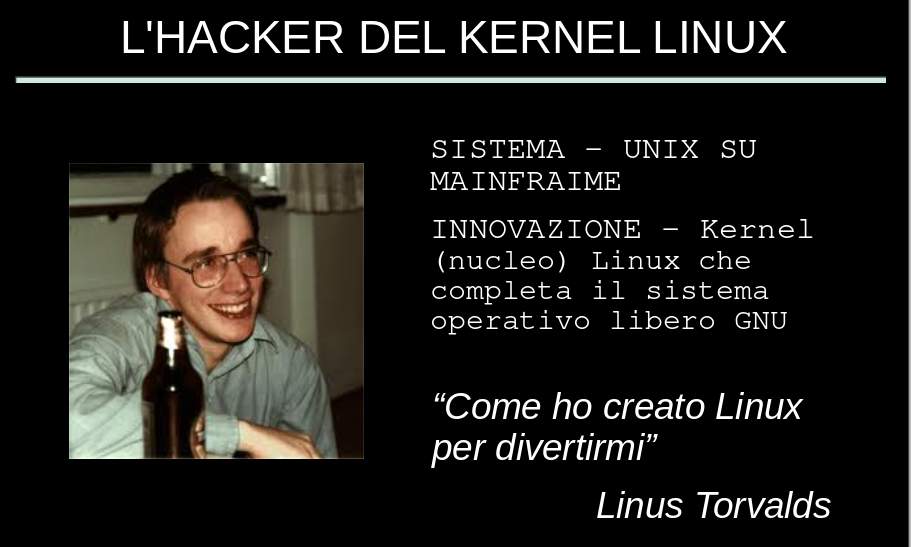 L'HACKER DEL KERNEL LINUX
SISTEMA – UNIX SU
MAINFRAIME
INNOVAZIONE – Kernel
(nucleo) Linux che
completa il sistema
operativo libero GNU
“Come ho creato Linux
per divertirmi”
Linus Torvalds